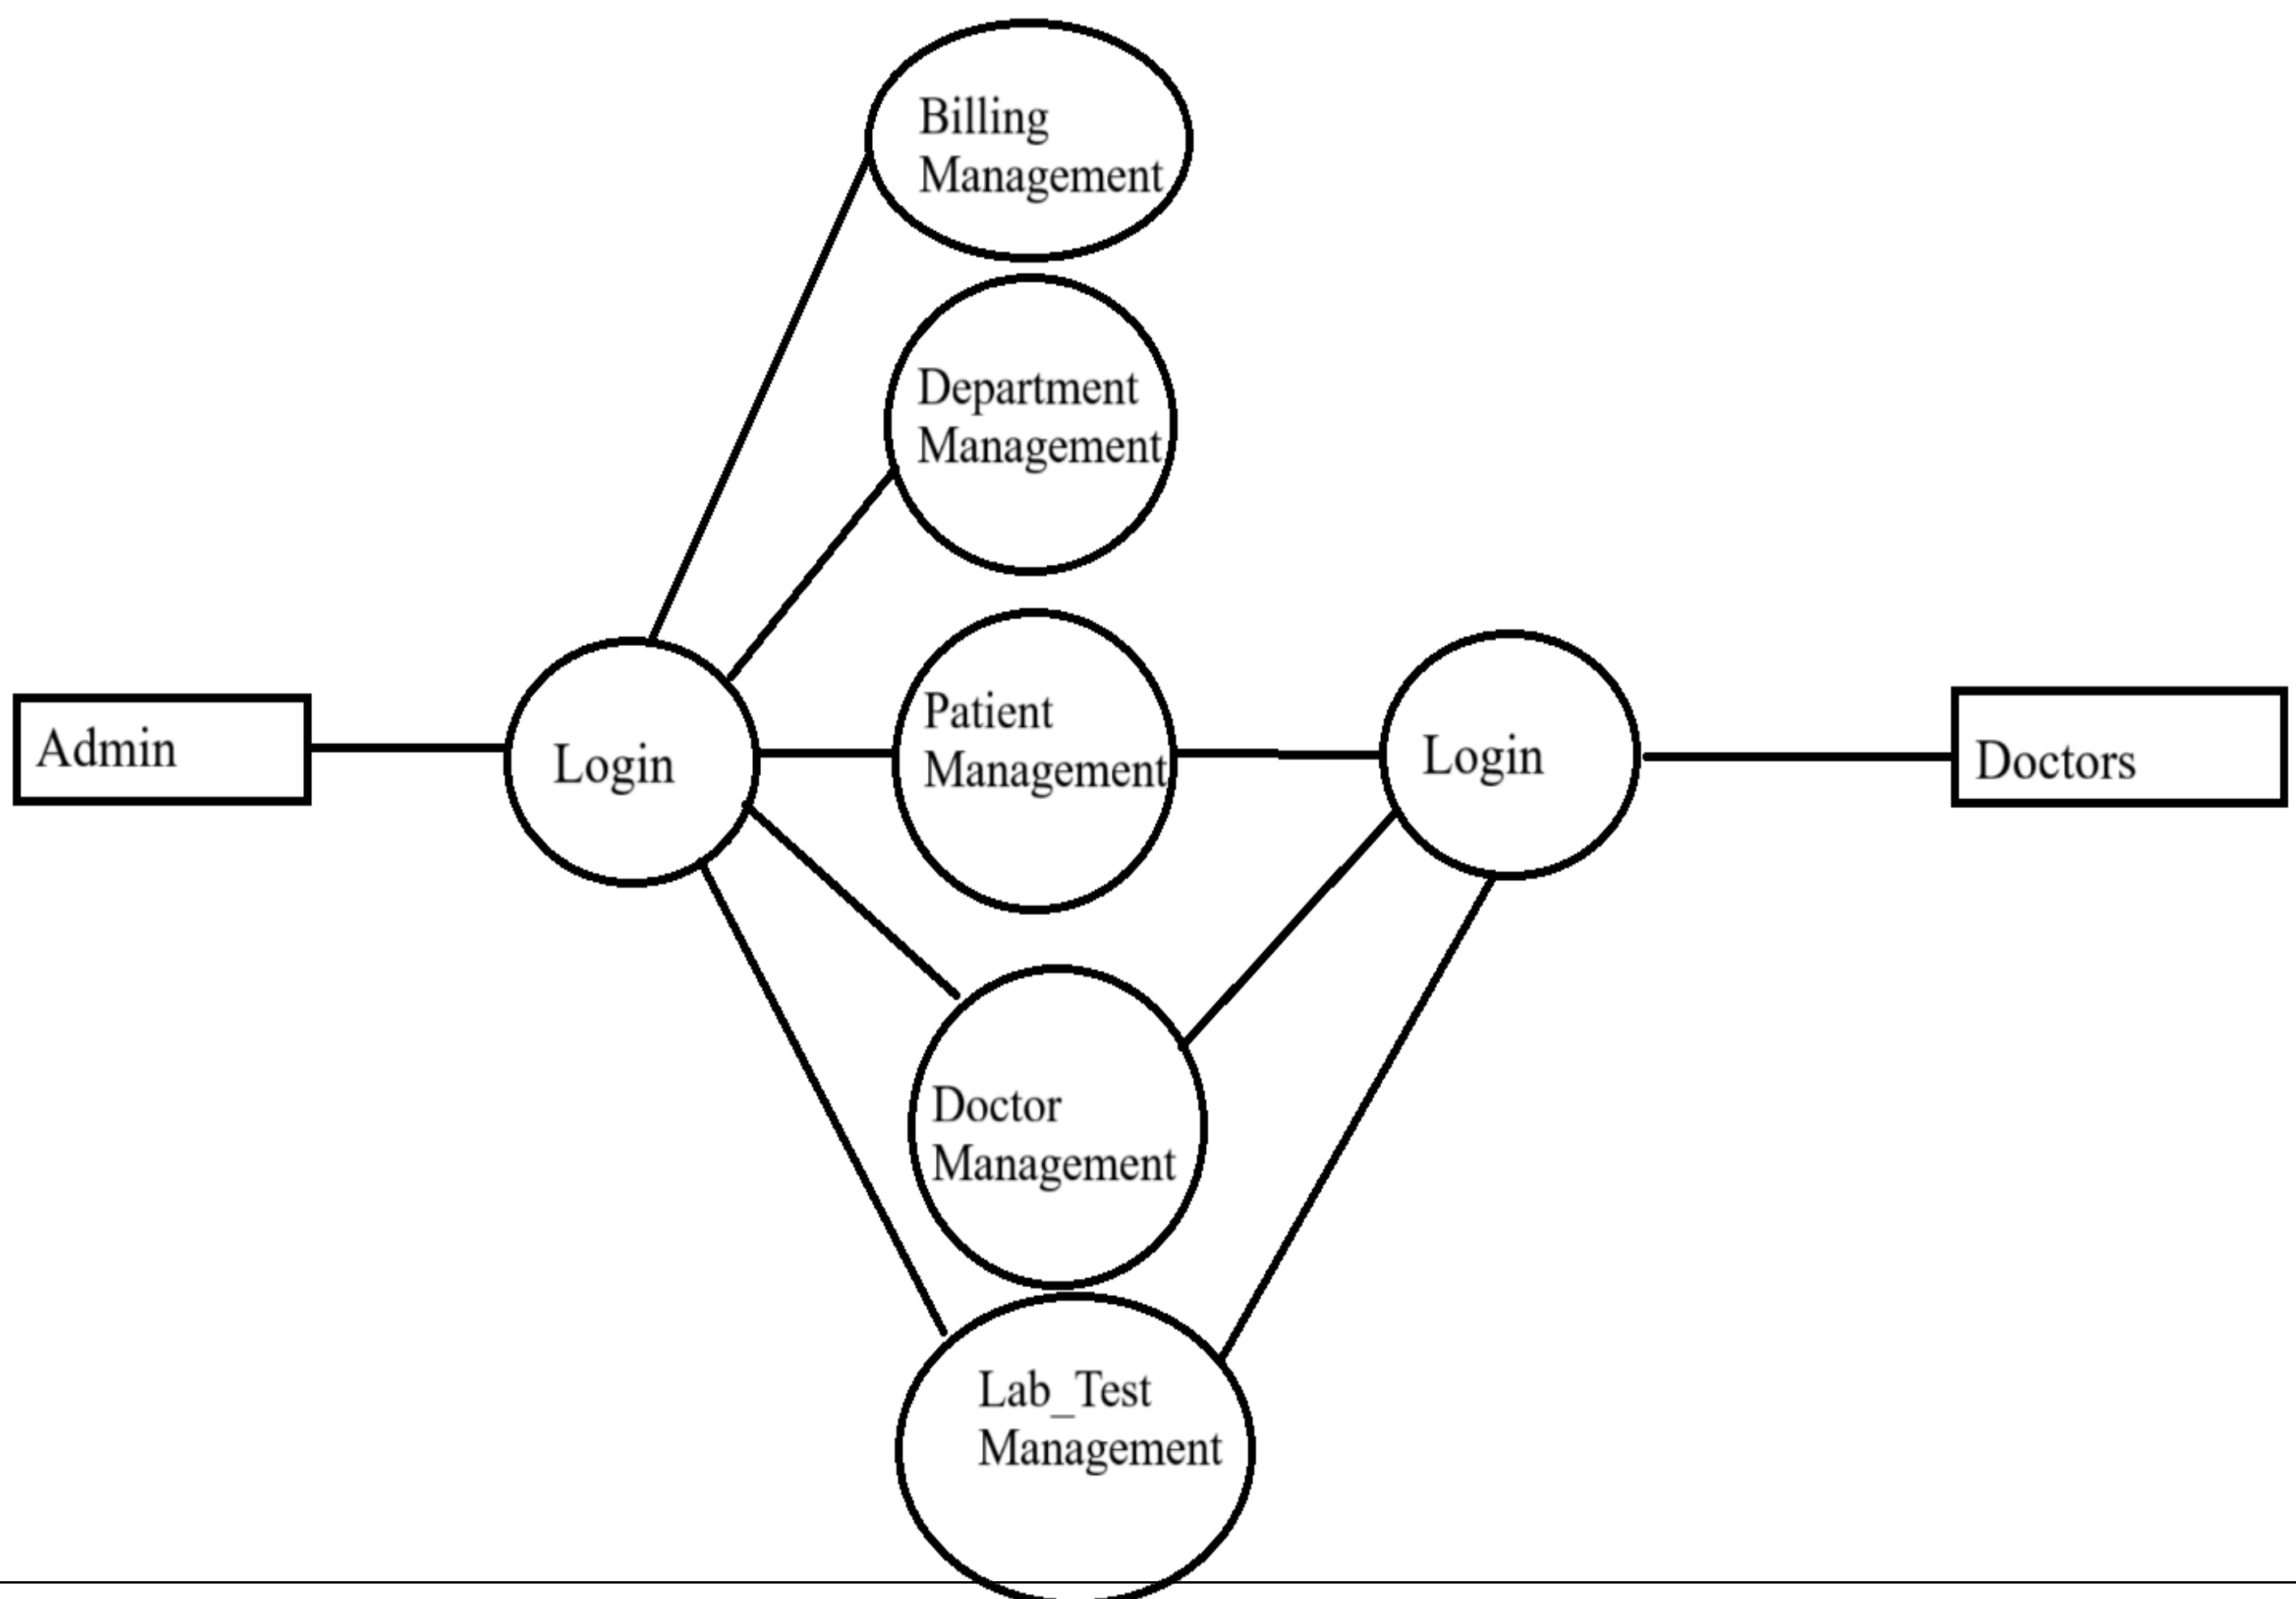 Billing
Management
Department
Management
Admin
Login
Patient
Management
Login
Doctors
Doctor
Management
Lab_Test
Management